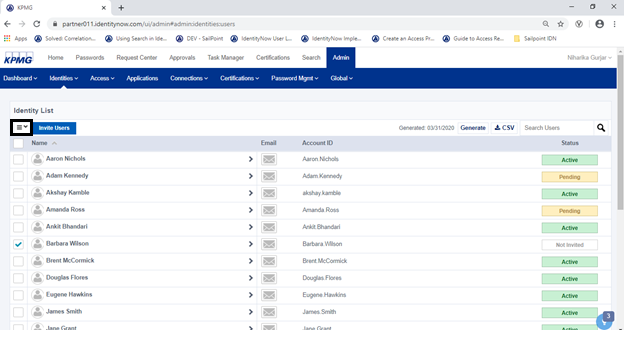 KPMG
partner011.identitynow.com/ui/admin#admin:identities:users
Apps Solved: Correlation... Using Search in Ide... DEV - SailPoint IdentityNow User L... IdentityNow Imple... Create an Access Pr... Guide to Access Re... Sailpoint IDN
KPMG Home Passwords Request Center Approvals Task Manager Certifications Search Admin Niharika Gurjar
Dashboard Identities Access Applications Connections Certifications Password Mgmt Global
Identity List
Invite Users Generated: 03/31/2020 Generate CSV Search Users
Name Email Account ID Status
Aaron Nichols Aaron.Nichols Active
Adam Kennedy Adam.Kennedy Pending
Akshay Kamble akshay.kamble Active
Amanda Ross Amanda.Ross Pending
Ankit Bhandari Ankit.Bhandari Active
Barbara Wilson Barbara.Wilson Not Invited
Brent McCormick Brent.McCormick Active
Douglas Flores Douglas.Flores Active
Eugene Hawkins Eugene.Hawkins Active
James Smith James.Smith Active
Jane Grant Jane.Grant Active
3